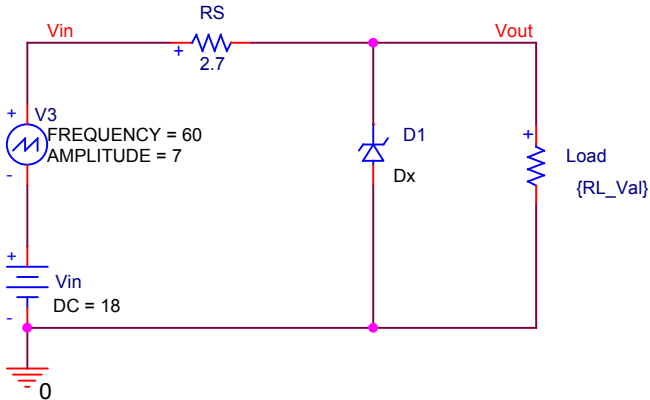 RS
Vin
Vout
+
2.7
+
V3
FREQUENCY = 60
AMPLITUDE = 7
-
D1
Dx
+
Load
{RL_Val}
+
Vin
DC = 18
-
0